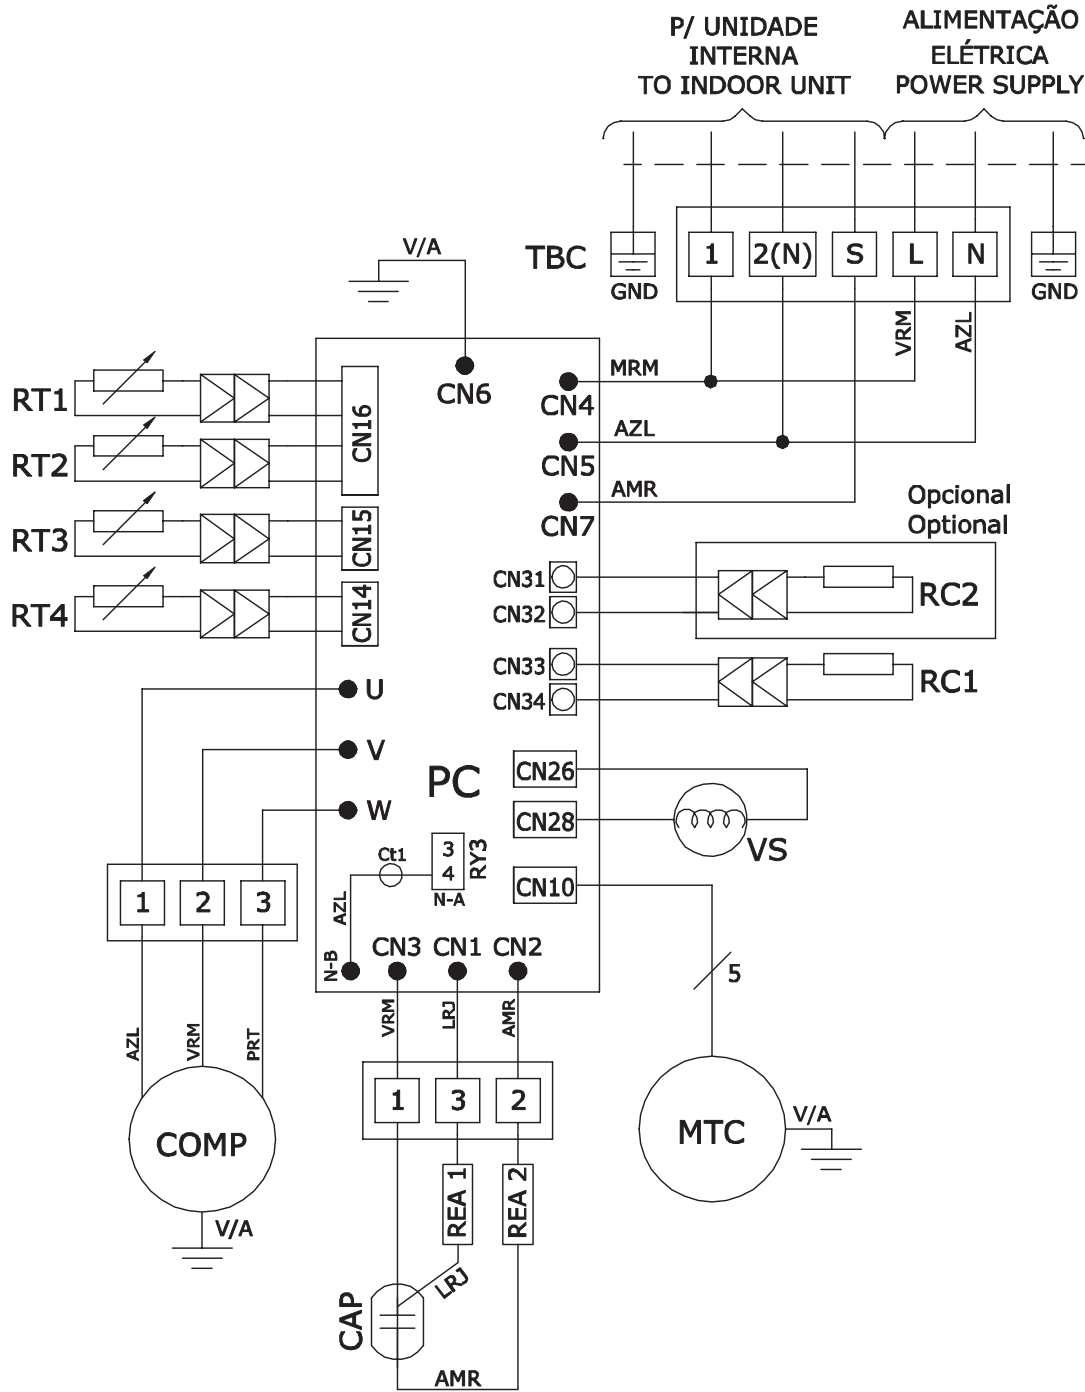 P/ UNIDADE
INTERNA
TO INDOOR UNIT
ALIMENTAÇÃO
ELÉTRICA
POWER SUPPLY
TBC
1
2(N)
S
L
N
GND
GND
V/A
CN6
VRM
AZL
MRM
CN4
AZL
CN5
AMR
CN7
RT1
RT2
RT3
RT4
CN16
CN15
CN14
Opcional
Optional
CN31
CN32
RC2
CN33
CN34
RC1
U
V
W
PC
CN26
CN28
VS
CN10
5
Ct1
3
4
RY3
N-A
AZL
N-B
CN3
CN1
CN2
1
2
3
AZL
VRM
PRT
COMP
V/A
VRM
LRJ
AMR
1
3
2
REA 1
REA 2
LRJ
CAP
AMR
MTC
V/A